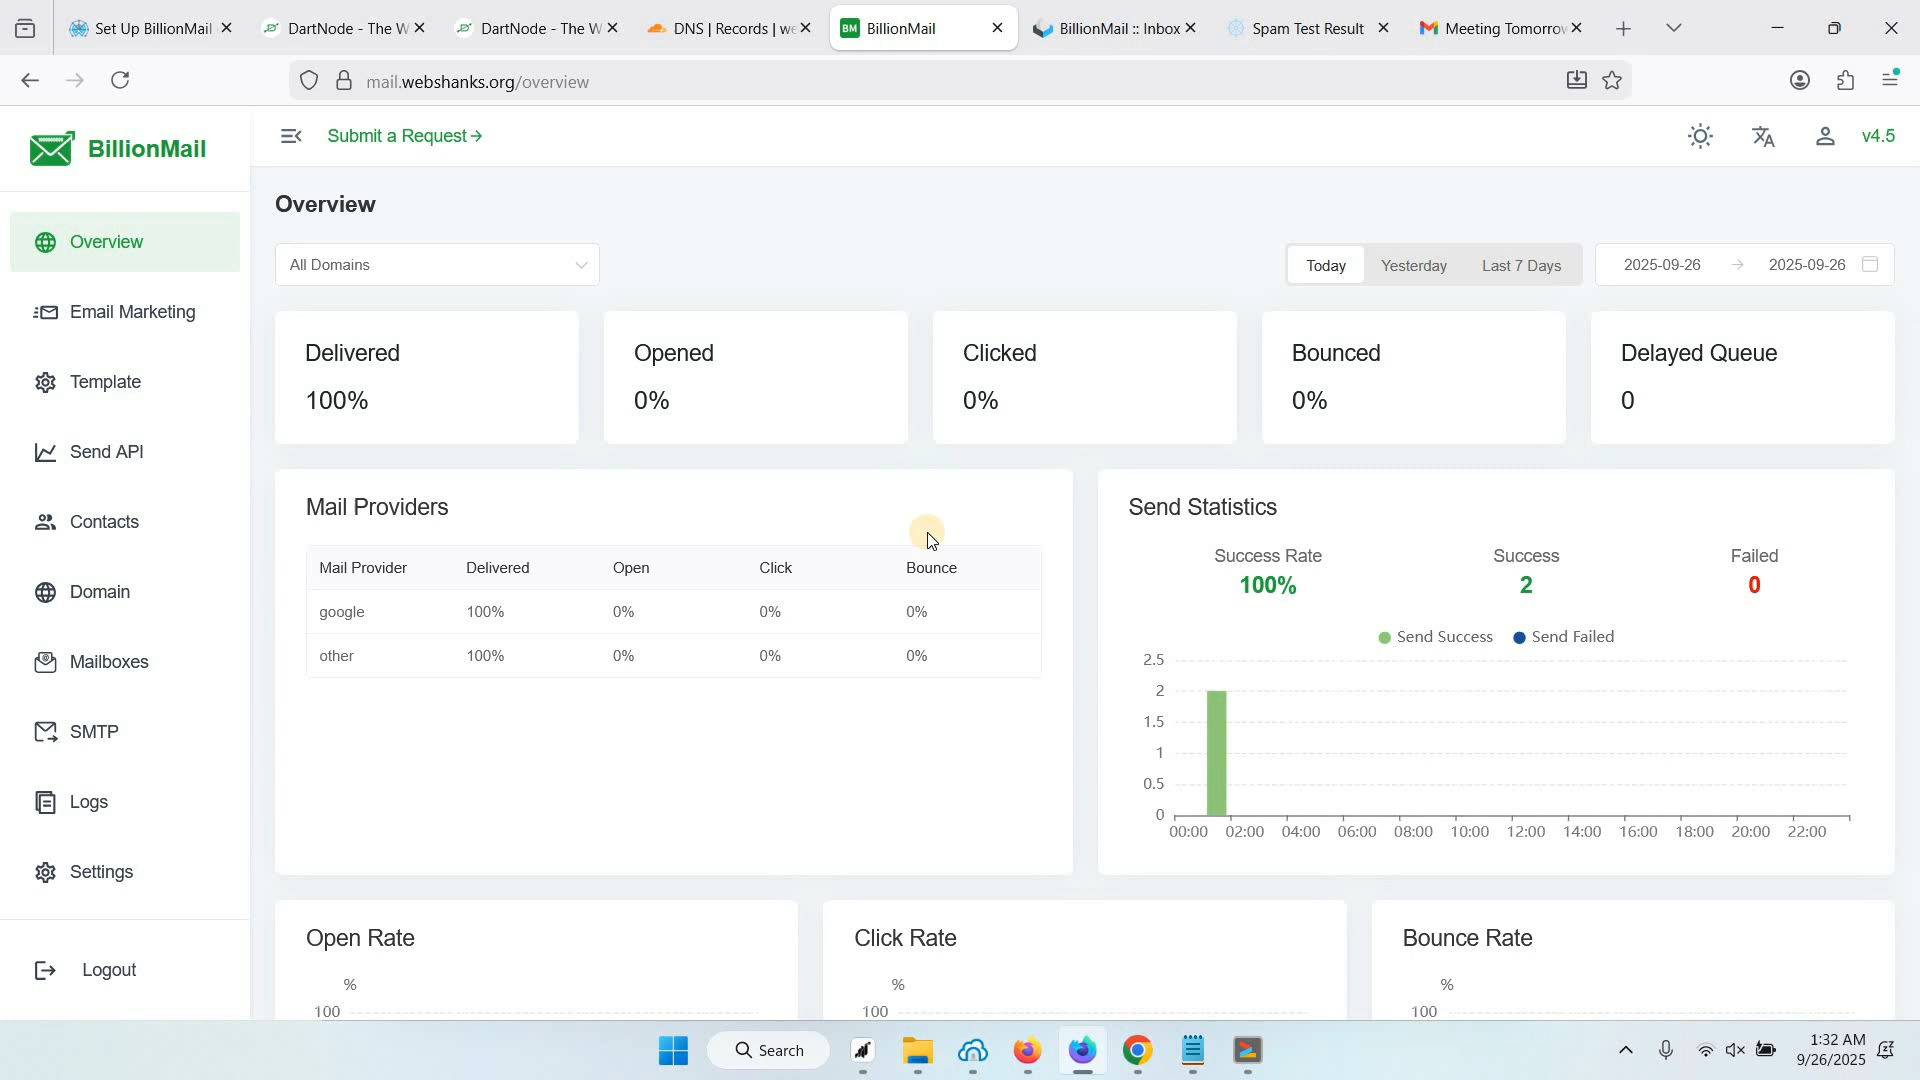 Set Up BillionMail
DartNode - The W
DartNode - The W
DNS | Records | we
BM BillionMail
BillionMail :: Inbox
Spam Test Result
Meeting Tomorro
mail.webshanks.org/overview
BillionMail
Submit a Request
v4.5
Overview
Email Marketing
Template
Send API
Contacts
Domain
Mailboxes
SMTP
Logs
Settings
Logout
Overview
All Domains
Today Yesterday Last 7 Days
2025-09-26 2025-09-26
Delivered
100%
Opened
0%
Clicked
0%
Bounced
0%
Delayed Queue
0
Mail Providers
Mail Provider Delivered Open Click Bounce
google 100% 0% 0% 0%
other 100% 0% 0% 0%
Send Statistics
Success Rate Success Failed
100% 2 0
Send Success Send Failed
2.5
2
1.5
1
0.5
0
00:00 02:00 04:00 06:00 08:00 10:00 12:00 14:00 16:00 18:00 20:00 22:00
Open Rate
%
100
Click Rate
%
100
Bounce Rate
%
100
Search
1:32 AM
9/26/2025